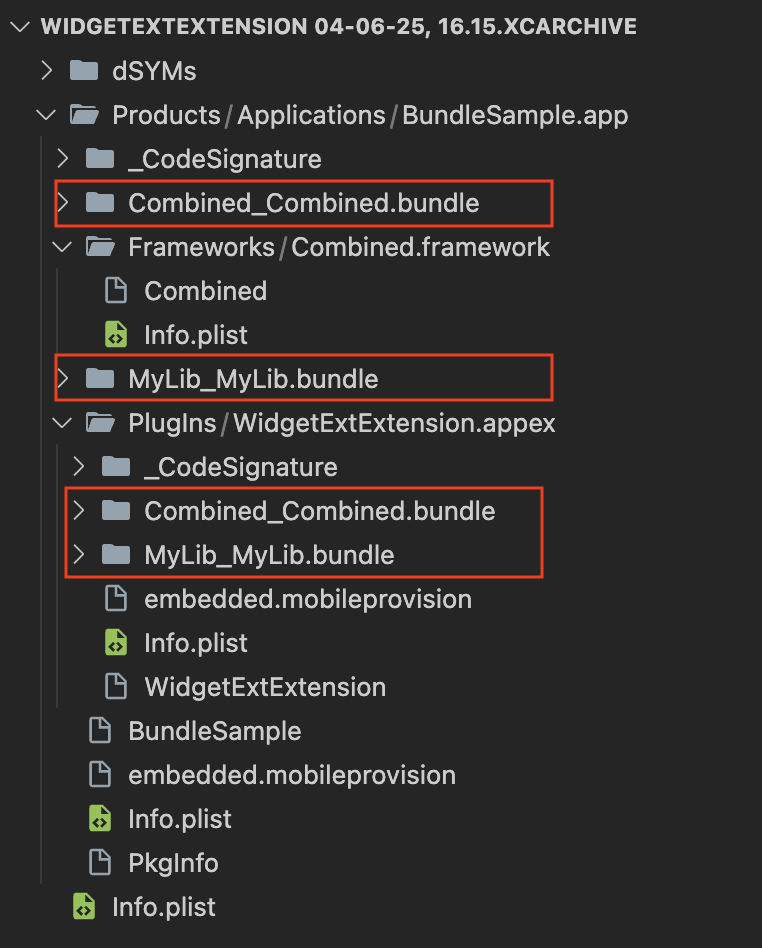 WIDGETEXTEXTENSION 04-06-25, 16.15.XCARCHIVE
dSYMs
Products/Applications/BundleSample.app
_CodeSignature
Combined_Combined.bundle
Frameworks/Combined.framework
Combined
Info.plist
MyLib_MyLib.bundle
PlugIns/WidgetExtExtension.appex
_CodeSignature
Combined_Combined.bundle
MyLib_MyLib.bundle
embedded.mobileprovision
Info.plist
WidgetExtExtension
BundleSample
embedded.mobileprovision
Info.plist
PkgInfo
Info.plist